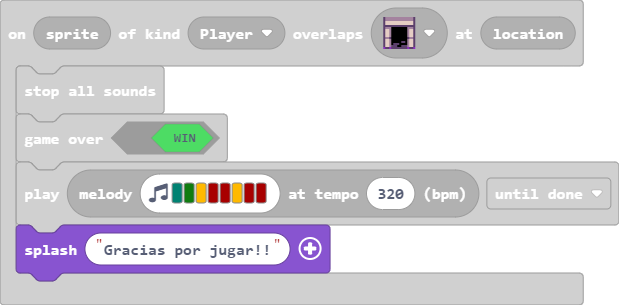 on sprite of kind Player overlaps at location
stop all sounds
game over WIN
play melody at tempo 320 (bpm) until done
splash "Gracias por jugar!!"